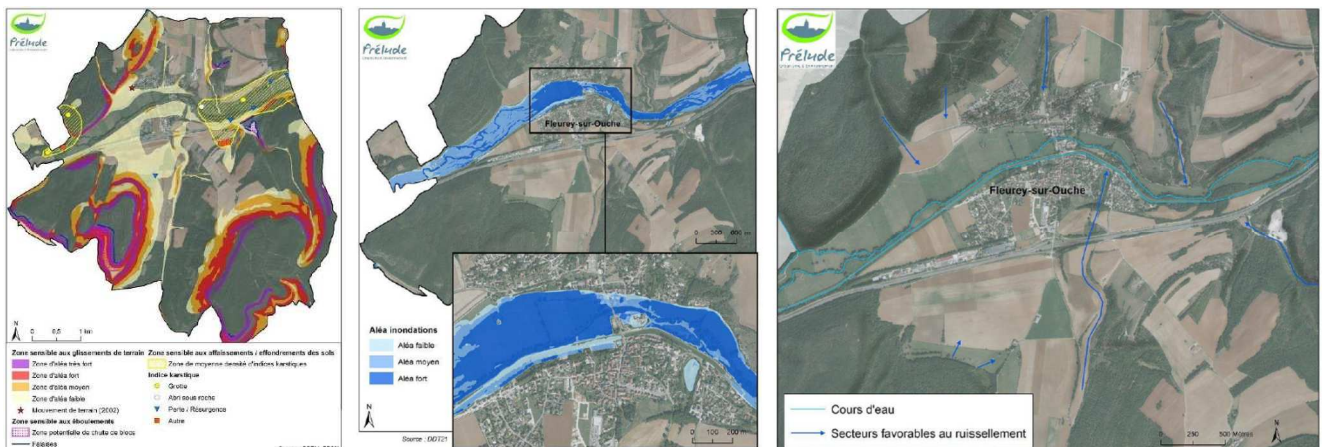 Prélude
0 0,5 1 km
N
Zone sensible aux glissements de terrain
Zone d'aléa très fort
Zone d'aléa fort
Zone d'aléa moyen
Zone d'aléa faible
Mouvement de terrain (2002)
Zone sensible aux éboulements
Zone potentielle de chute de blocs
Falaises
Zone sensible aux affaissements / effondrements des sols
Zone de moyenne densité d'indices karstiques
Indice karstique
Grotte
Abri sous roche
Perte / Résurgence
Autre
Prélude
Fleurey-sur-Ouche
0 300 600 m
Aléa inondations
Aléa faible
Aléa moyen
Aléa fort
N
Source : DDT21
0 100 200 m
Prélude
Fleurey-sur-Ouche
N
0 250 500 Mètres
Cours d'eau
Secteurs favorables au ruissellement